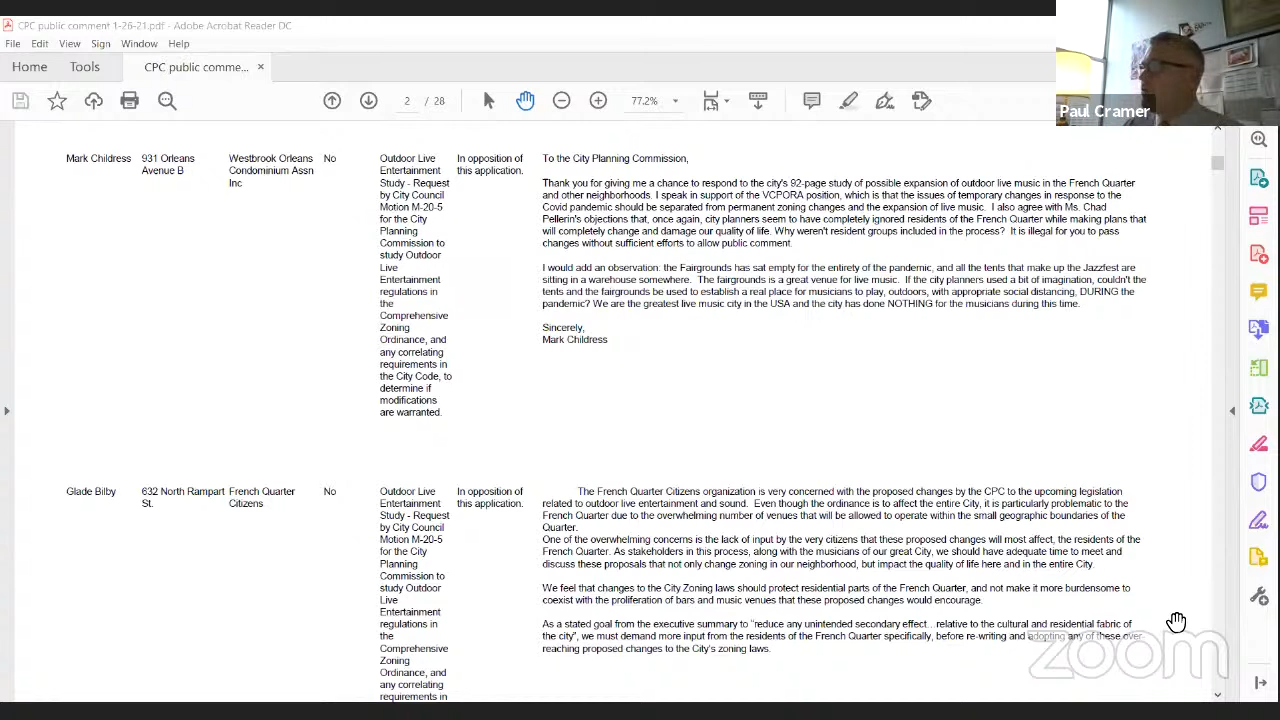 CPC public comment 1-26-21.pdf - Adobe Acrobat Reader DC
File Edit View Sign Window Help
Home Tools CPC public comme... ×
2 / 28 77.2%
Paul Cramer
Mark Childress
931 Orleans
Avenue B
Westbrook Orleans
Condominium Assn
Inc
No
Outdoor Live
Entertainment
Study - Request
by City Council
Motion M-20-5
for the City
Planning
Commission to
study Outdoor
Live
Entertainment
regulations in
the
Comprehensive
Zoning
Ordinance, and
any correlating
requirements in
the City Code, to
determine if
modifications
are warranted.
In opposition of
this application.
To the City Planning Commission,
Thank you for giving me a chance to respond to the city's 92-page study of possible expansion of outdoor live music in the French Quarter
and other neighborhoods. I speak in support of the VCPORA position, which is that the issues of temporary changes in response to the
Covid pandemic should be separated from permanent zoning changes and the expansion of live music. I also agree with Ms. Chad
Pellerin's objections that, once again, city planners seem to have completely ignored residents of the French Quarter while making plans that
will completely change and damage our quality of life. Why weren't resident groups included in the process? It is illegal for you to pass
changes without sufficient efforts to allow public comment.
I would add an observation: the Fairgrounds has sat empty for the entirety of the pandemic, and all the tents that make up the Jazzfest are
sitting in a warehouse somewhere. The fairgrounds is a great venue for live music. If the city planners used a bit of imagination, couldn't the
tents and the fairgrounds be used to establish a real place for musicians to play, outdoors, with appropriate social distancing, DURING the
pandemic? We are the greatest live music city in the USA and the city has done NOTHING for the musicians during this time.
Sincerely,
Mark Childress
Glade Bilby
632 North Rampart
St.
French Quarter
Citizens
No
Outdoor Live
Entertainment
Study - Request
by City Council
Motion M-20-5
for the City
Planning
Commission to
study Outdoor
Live
Entertainment
regulations in
the
Comprehensive
Zoning
Ordinance, and
any correlating
requirements in
In opposition of
this application.
The French Quarter Citizens organization is very concerned with the proposed changes by the CPC to the upcoming legislation
related to outdoor live entertainment and sound. Even though the ordinance is to affect the entire City, it is particularly problematic to the
French Quarter due to the overwhelming number of venues that will be allowed to operate within the small geographic boundaries of the
Quarter.
One of the overwhelming concerns is the lack of input by the very citizens that these proposed changes will most affect, the residents of the
French Quarter. As stakeholders in this process, along with the musicians of our great City, we should have adequate time to meet and
discuss these proposals that not only change zoning in our neighborhood, but impact the quality of life here and in the entire City.
We feel that changes to the City Zoning laws should protect residential parts of the French Quarter, and not make it more burdensome to
coexist with the proliferation of bars and music venues that these proposed changes would encourage.
As a stated goal from the executive summary to "reduce any unintended secondary effect... relative to the cultural and residential fabric of
the city", we must demand more input from the residents of the French Quarter specifically, before re-writing and adopting any of these over-
reaching proposed changes to the City's zoning laws.
zoom